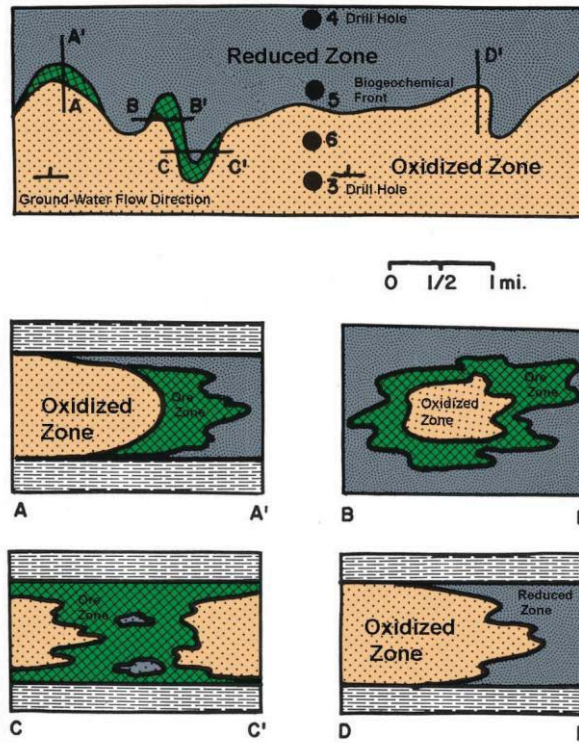 A'
4 Drill Hole
Reduced Zone
D'
Biogeochemical
Front
5
A
B
B'
6
C
C'
Oxidized Zone
3 Drill Hole
Ground-Water Flow Direction
D
0 1/2 1 mi.
Oxidized
Zone
Ore
Zone
Oxidized
Zone
Ore
Zone
A
A'
B
Ore
Zone
Reduced
Zone
Oxidized
Zone
C
C'
D